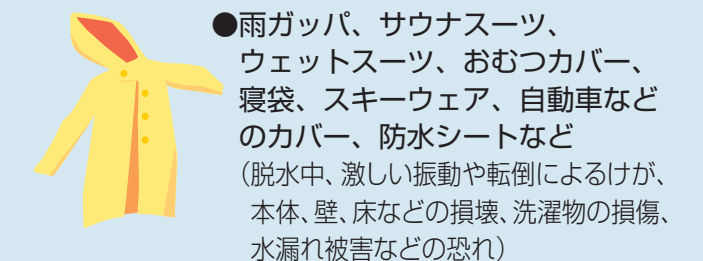 ●雨ガッパ、サウナスーツ、
ウェットスーツ、おむつカバー、
寝袋、スキーウェア、自動車など
のカバー、防水シートなど
（脱水中、激しい振動や転倒によるけが、
本体、壁、床などの損壊、洗濯物の損傷、
水漏れ被害などの恐れ）